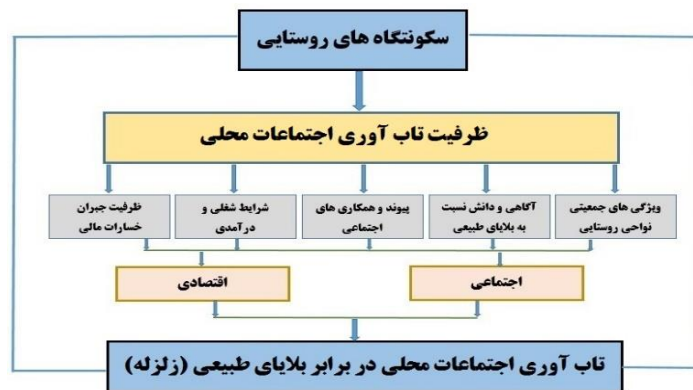 سکونتگاه های روستایی
ظرفیت تاب آوری اجتماعات محلی
ویژگی های جمعیتی
نواحی روستایی
آگاهی و دانش نسبت
به بلایای طبیعی
پیوند و همکاری های
اجتماعی
شرایط شغلی و
درآمدی
ظرفیت جبران
خسارات مالی
اجتماعی
اقتصادی
تاب آوری اجتماعات محلی در برابر بلایای طبیعی (زلزله)